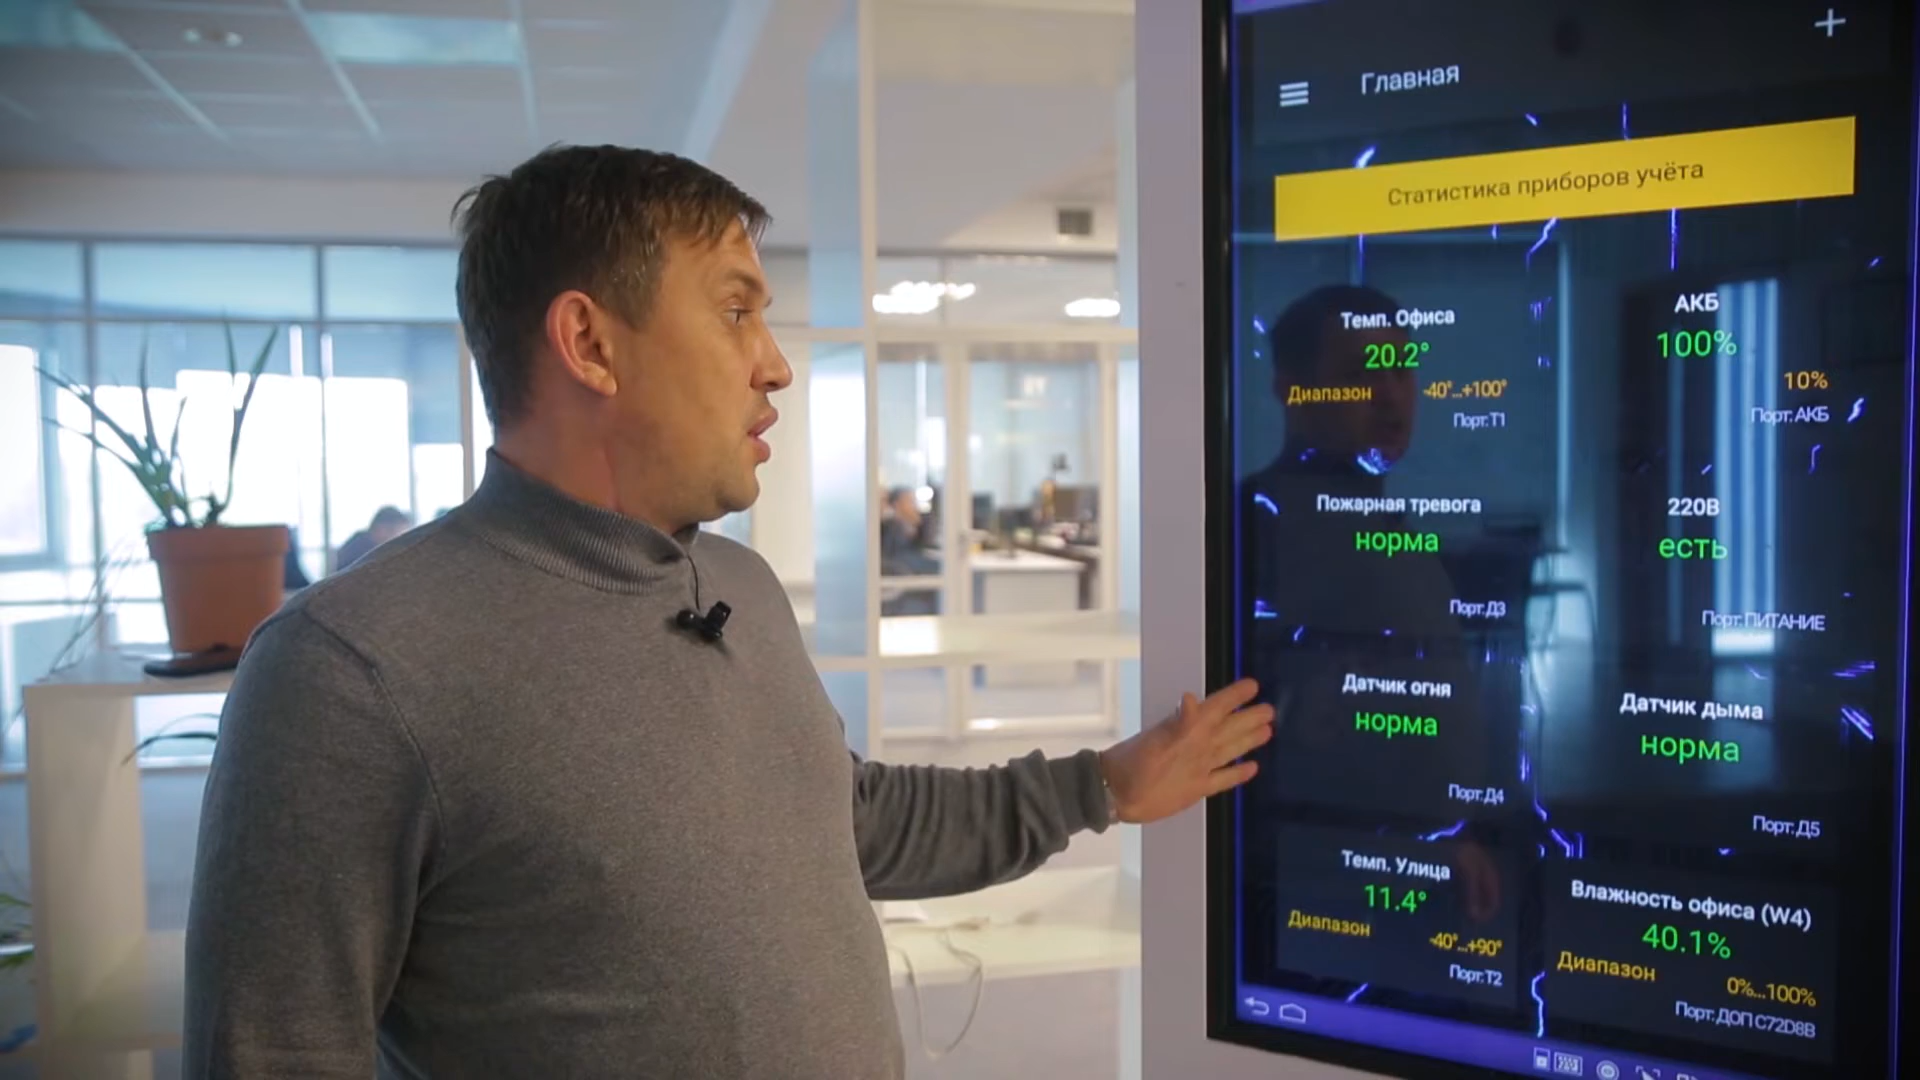 Главная
Статистика приборов учёта
Темп. Офиса
20.2°
Диапазон -40°...+100°
Порт:T1
АКБ
100%
10%
Порт:АКБ
Пожарная тревога
норма
Порт:Д3
220В
есть
Порт:ПИТАНИЕ
Датчик огня
норма
Порт:Д4
Датчик дыма
норма
Порт:Д5
Темп. Улица
11.4°
Диапазон -40°...+90°
Порт:T2
Влажность офиса (W4)
40.1%
Диапазон 0%...100%
Порт:ДОП C72D8B